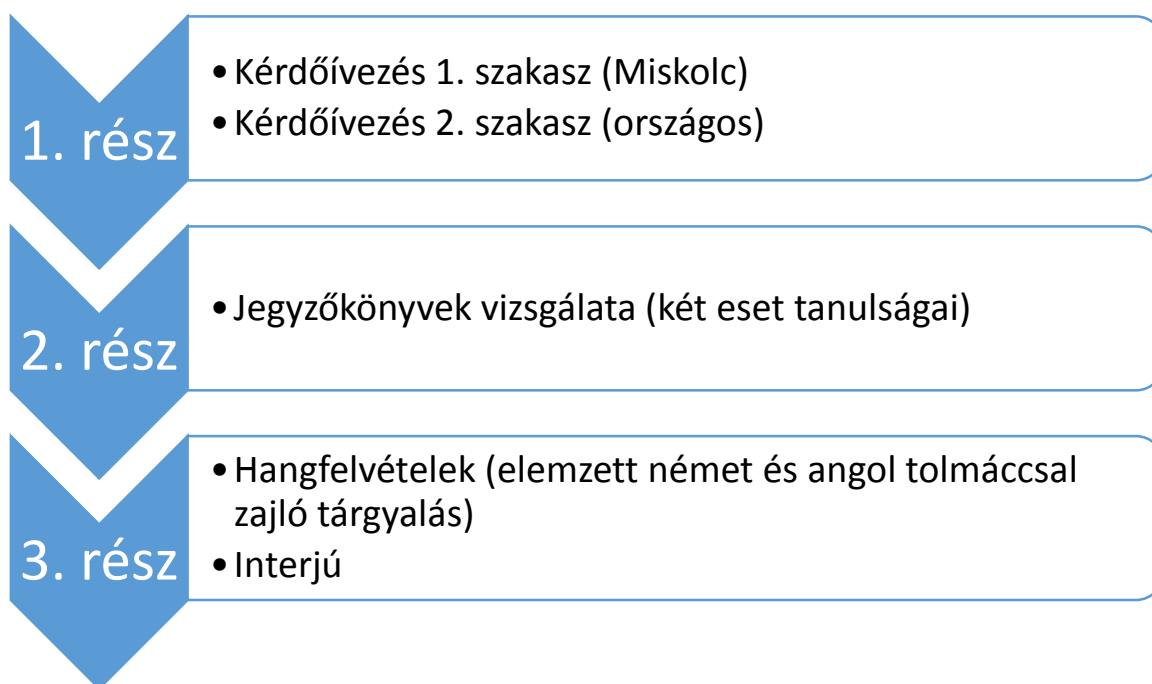 1. rész
• Kérdőívezés 1. szakasz (Miskolc)
• Kérdőívezés 2. szakasz (országos)
2. rész
• Jegyzőkönyvek vizsgálata (két eset tanulságai)
3. rész
• Hangfelvételek (elemzett német és angol tolmáccsal
zajló tárgyalás)
• Interjú